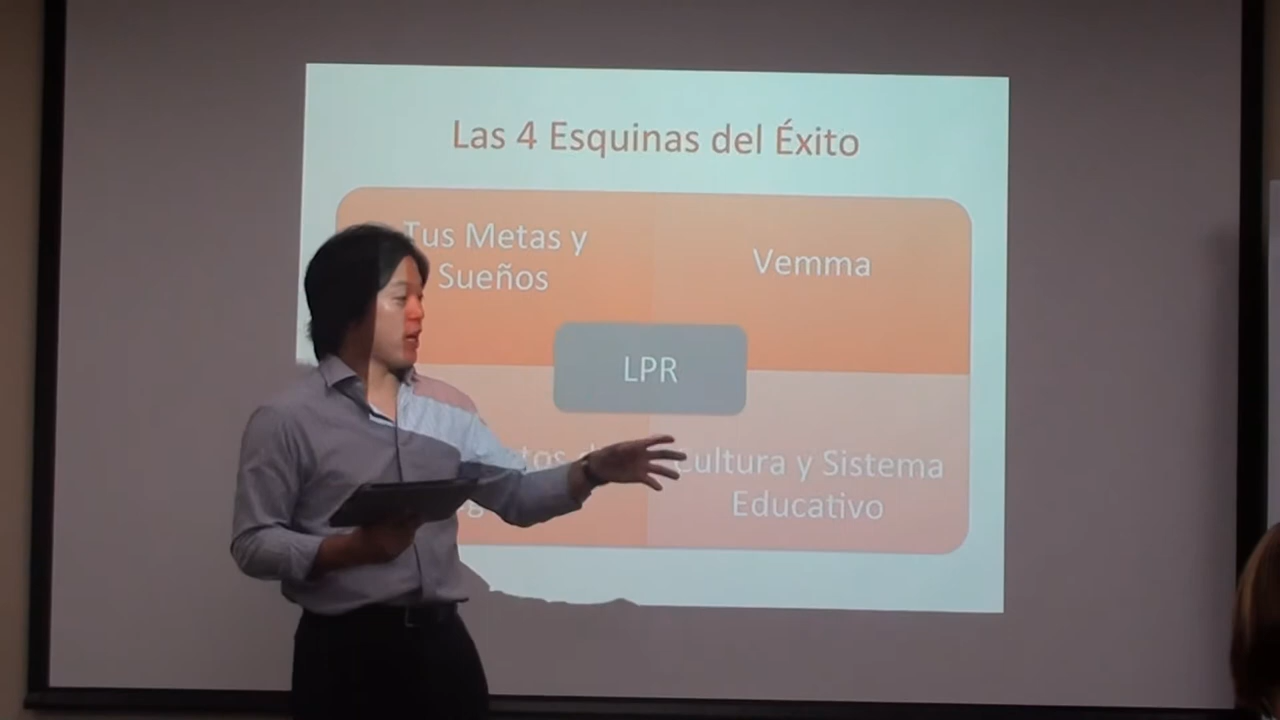 Las 4 Esquinas del Éxito
Tus Metas y
Sueños
Vemma
LPR
Cultura y Sistema
Educativo